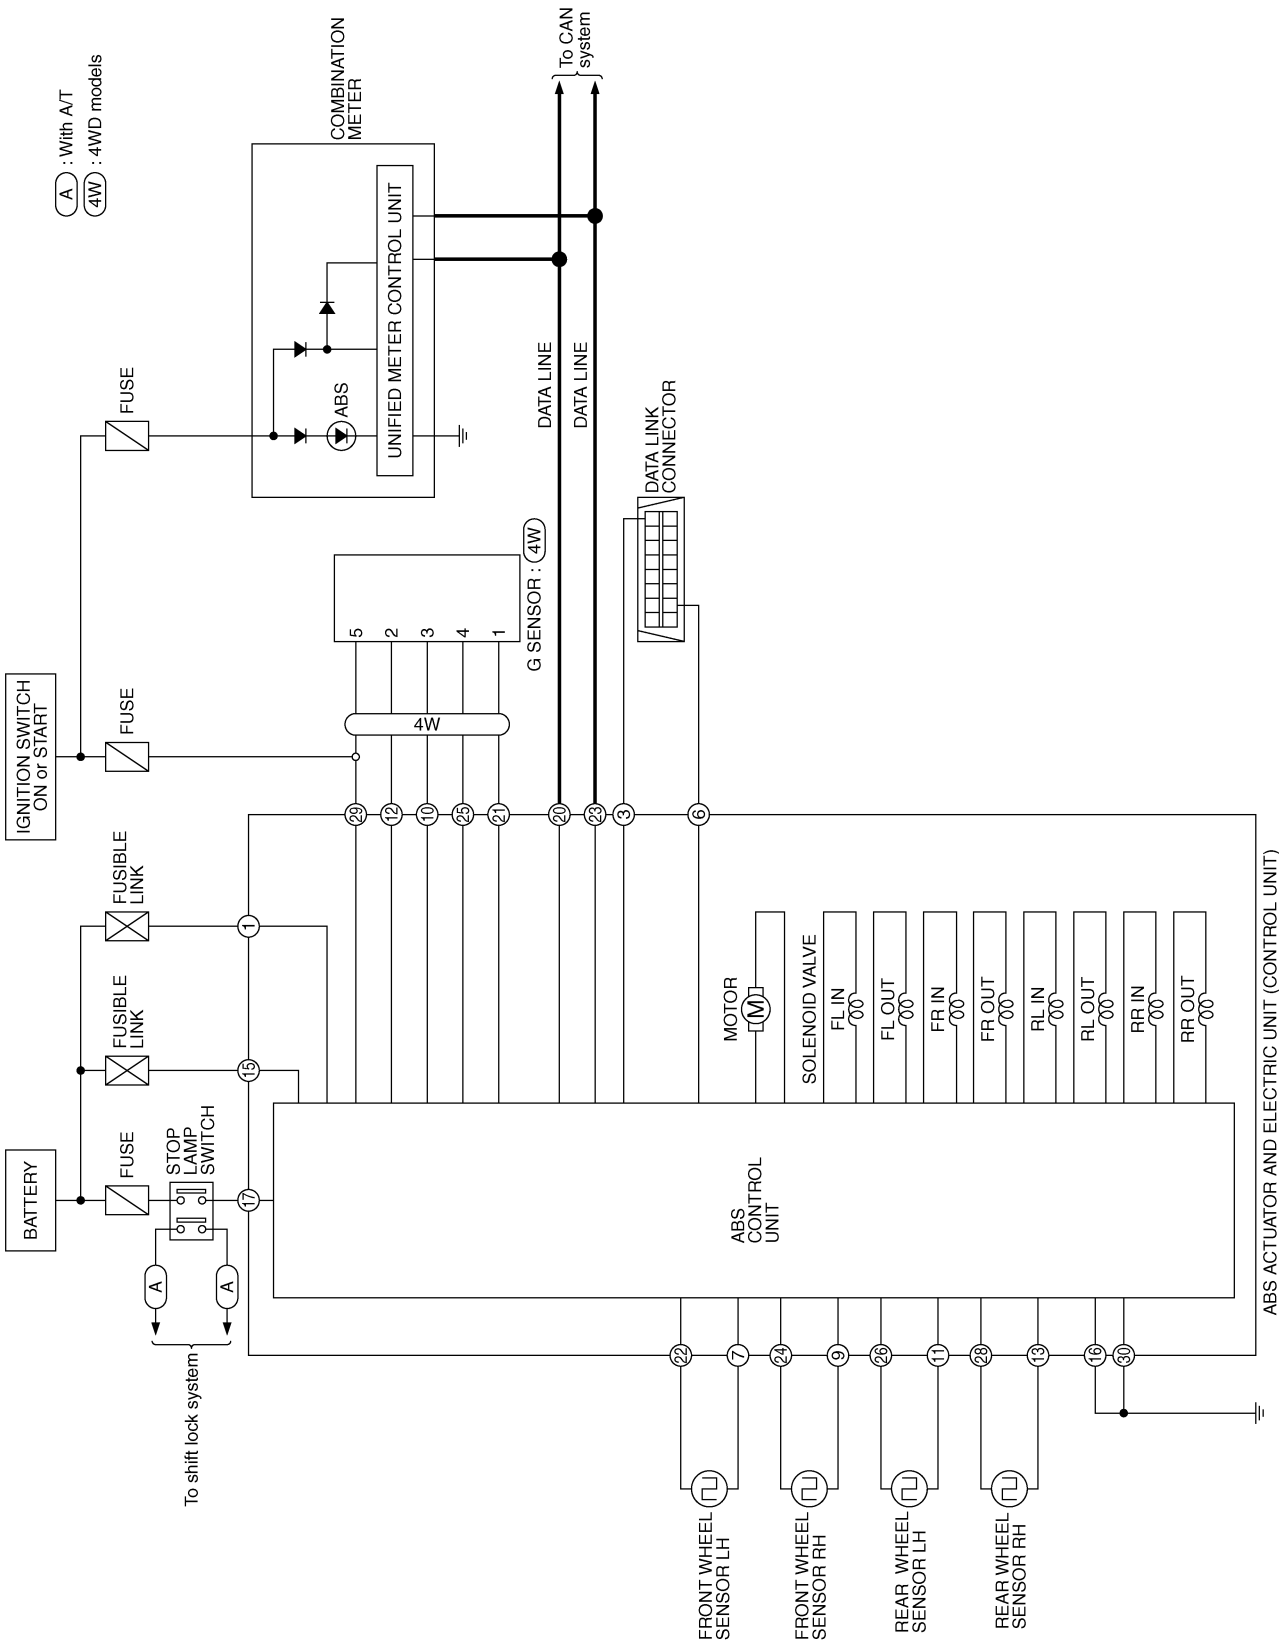 A : With A/T
4W : 4WD models
BATTERY
IGNITION SWITCH
ON or START
FUSE
FUSIBLE
LINK
FUSIBLE
LINK
FUSE
FUSE
STOP
LAMP
SWITCH
A
A
To shift lock system
COMBINATION
METER
ABS
UNIFIED METER CONTROL UNIT
5
2
3
4
1
G SENSOR : 4W
4W
DATA LINE
DATA LINE
To CAN
system
DATA LINK
CONNECTOR
17
15
1
29
12
10
25
21
20
23
3
6
MOTOR
M
SOLENOID VALVE
FL IN
FL OUT
FR IN
FR OUT
RL IN
RL OUT
RR IN
RR OUT
ABS
CONTROL
UNIT
22
7
24
9
26
11
28
13
16
30
FRONT WHEEL
SENSOR LH
FRONT WHEEL
SENSOR RH
REAR WHEEL
SENSOR LH
REAR WHEEL
SENSOR RH
ABS ACTUATOR AND ELECTRIC UNIT (CONTROL UNIT)